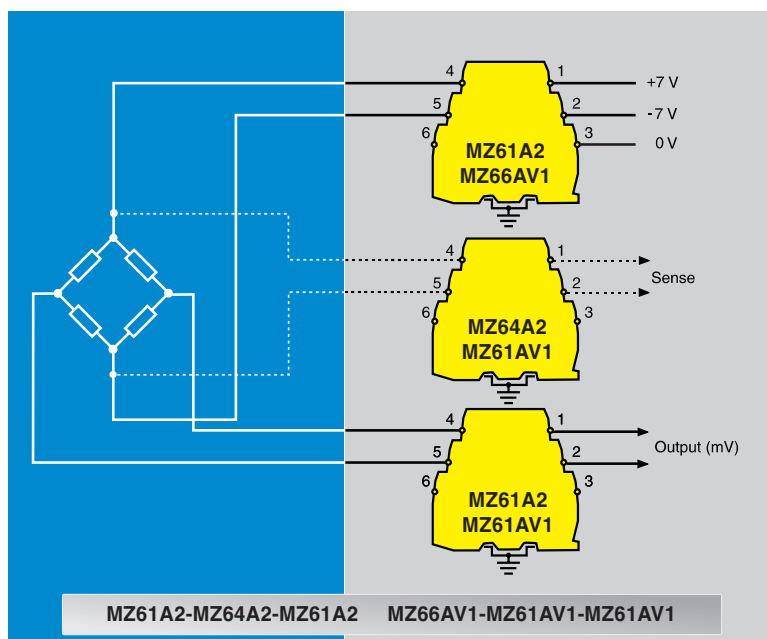 4 1 +7 V
5 2 -7 V
6 3 0 V
MZ61A2
MZ66AV1
4 1
5 2 Sense
6 3
MZ64A2
MZ61AV1
4 1
5 2 Output (mV)
6 3
MZ61A2
MZ61AV1
MZ61A2-MZ64A2-MZ61A2 MZ66AV1-MZ61AV1-MZ61AV1